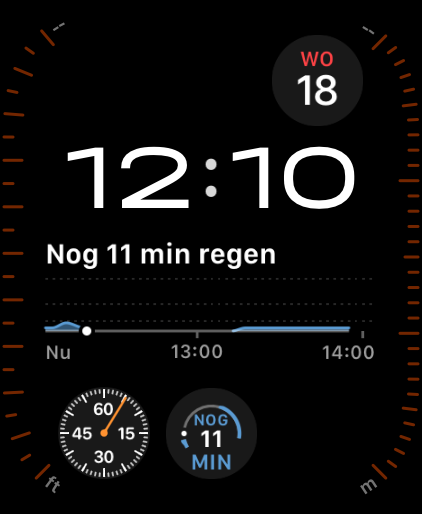 -- --
WO
18
12:10
Nog 11 min regen
Nu 13:00 14:00
60
45 15
30
NOG
11
MIN
ft m